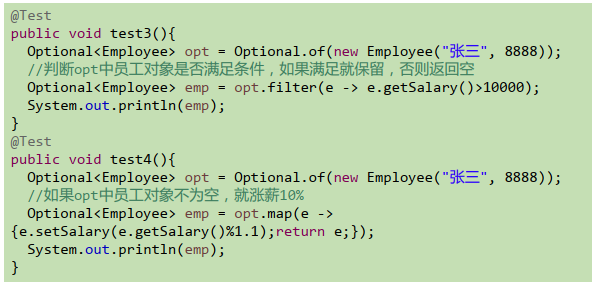 @Test
public void test3(){
  Optional<Employee> opt = Optional.of(new Employee("张三", 8888));
  //判断opt中员工对象是否满足条件，如果满足就保留，否则返回空
  Optional<Employee> emp = opt.filter(e -> e.getSalary()>10000);
  System.out.println(emp);
}
@Test
public void test4(){
  Optional<Employee> opt = Optional.of(new Employee("张三", 8888));
  //如果opt中员工对象不为空，就涨薪10%
  Optional<Employee> emp = opt.map(e ->
{e.setSalary(e.getSalary()%1.1);return e;});
  System.out.println(emp);
}